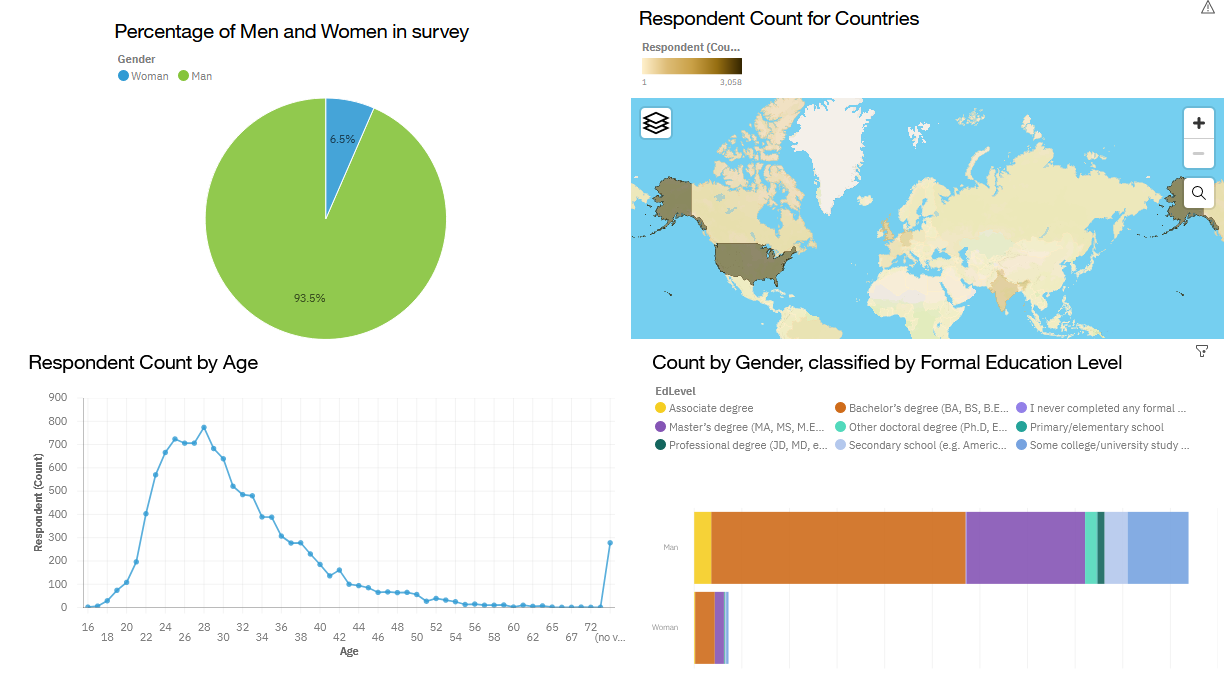 Percentage of Men and Women in survey
Gender
Woman Man
6.5%
93.5%
Respondent Count for Countries
Respondent (Cou...
1 3,058
+
−
Respondent Count by Age
Respondent (Count)
900
800
700
600
500
400
300
200
100
0
16 20 24 28 32 36 40 44 48 52 56 60 65 72
18 22 26 30 34 38 42 46 50 54 58 62 67 (no v...
Age
Count by Gender, classified by Formal Education Level
EdLevel
Associate degree Bachelor's degree (BA, BS, B.E... I never completed any formal ...
Master's degree (MA, MS, M.E... Other doctoral degree (Ph.D, E... Primary/elementary school
Professional degree (JD, MD, e... Secondary school (e.g. Americ... Some college/university study ...
Man
Woman